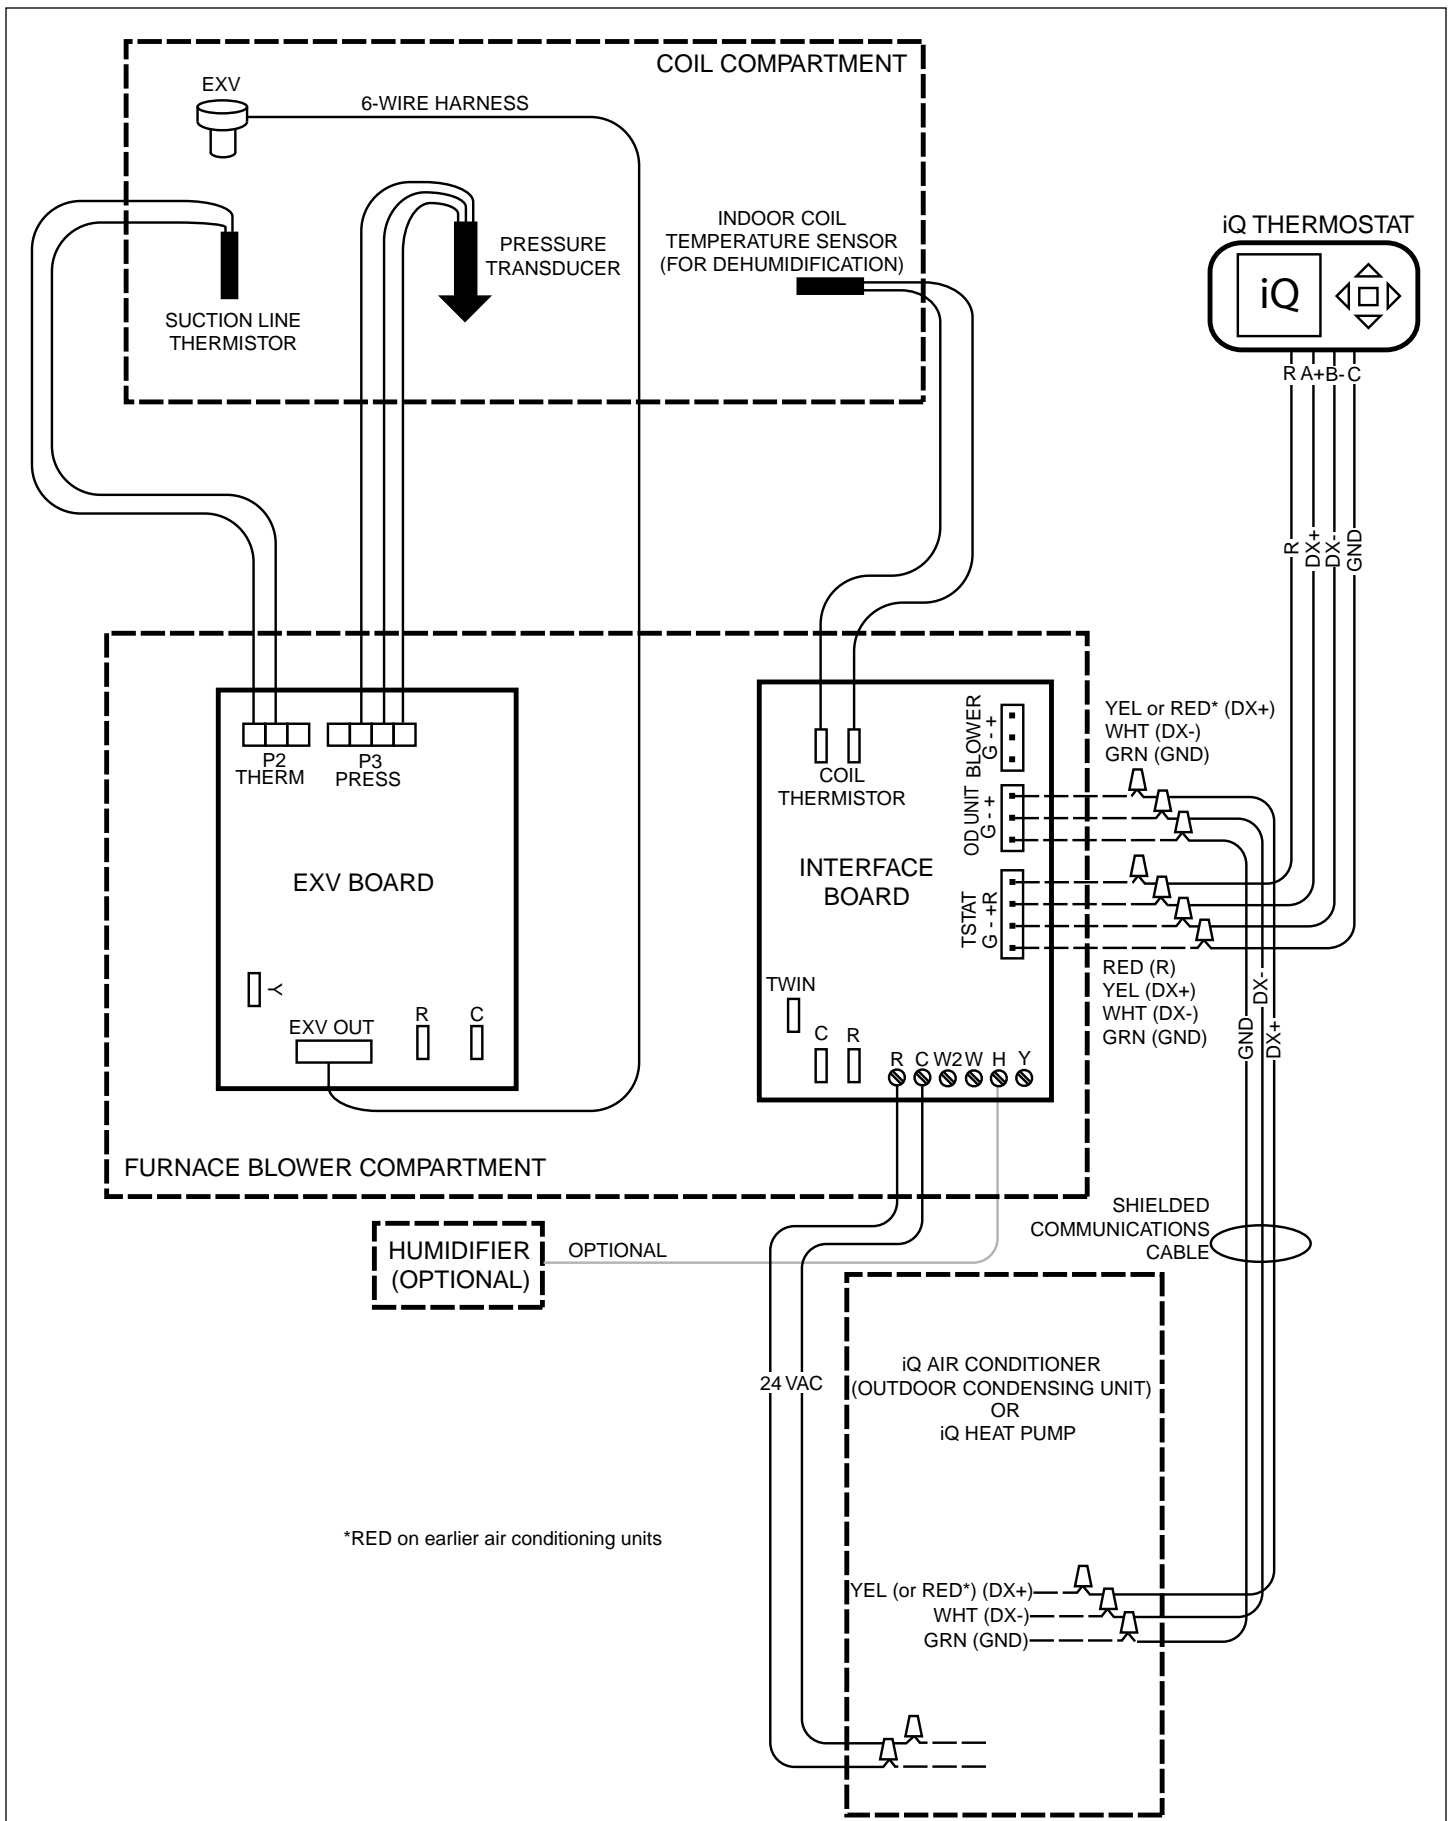 COIL COMPARTMENT
EXV
6-WIRE HARNESS
INDOOR COIL
TEMPERATURE SENSOR
(FOR DEHUMIDIFICATION)
PRESSURE
TRANSDUCER
SUCTION LINE
THERMISTOR
iQ THERMOSTAT
iQ
R A+ B- C
R
DX+
DX-
GND
P2
THERM
P3
PRESS
EXV BOARD
Y
EXV OUT
R
C
COIL
THERMISTOR
INTERFACE
BOARD
BLOWER
G - +
OD UNIT
G - +
TSTAT
G - +R
TWIN
C
R
R C W2 W H Y
YEL or RED* (DX+)
WHT (DX-)
GRN (GND)
RED (R)
YEL (DX+)
WHT (DX-)
GRN (GND)
GND
DX-
DX+
FURNACE BLOWER COMPARTMENT
SHIELDED
COMMUNICATIONS
CABLE
HUMIDIFIER
(OPTIONAL)
OPTIONAL
24 VAC
iQ AIR CONDITIONER
(OUTDOOR CONDENSING UNIT)
OR
iQ HEAT PUMP
*RED on earlier air conditioning units
YEL (or RED*) (DX+)
WHT (DX-)
GRN (GND)